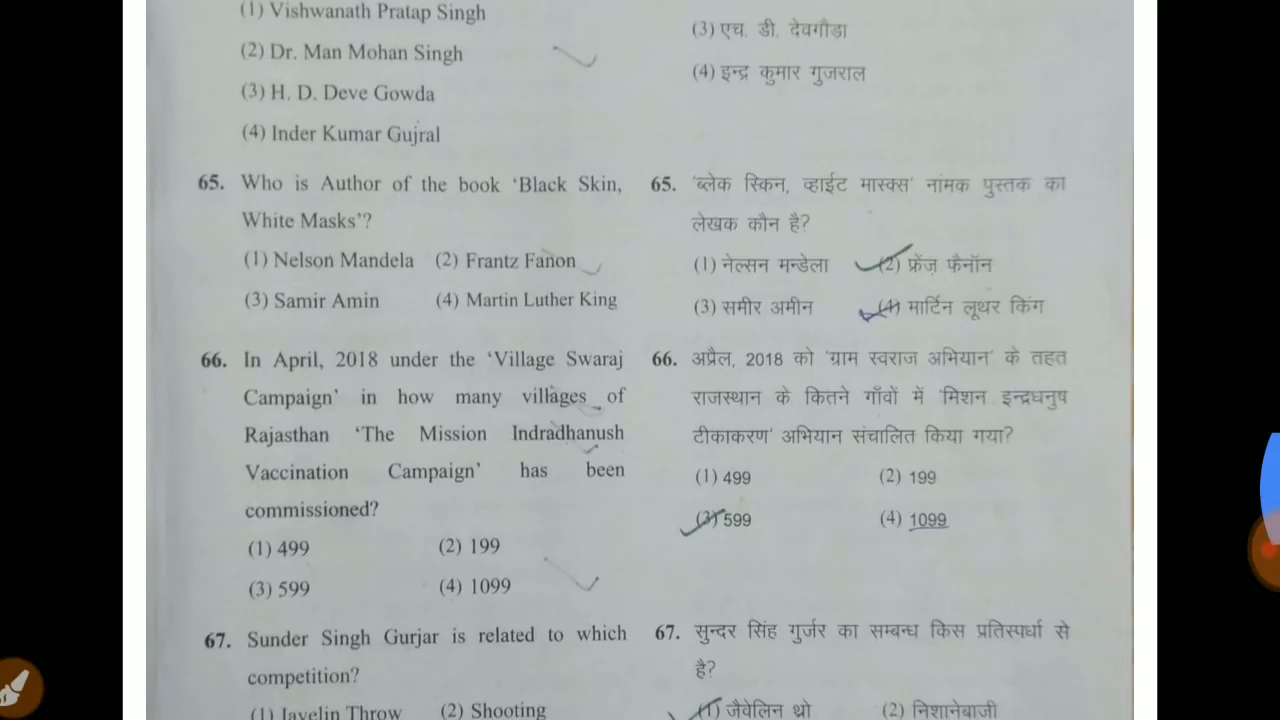 (1) Vishwanath Pratap Singh
(2) Dr. Man Mohan Singh
(3) H. D. Deve Gowda
(4) Inder Kumar Gujral
65. Who is Author of the book ‘Black Skin,
White Masks’?
(1) Nelson Mandela (2) Frantz Fanon
(3) Samir Amin (4) Martin Luther King
66. In April, 2018 under the ‘Village Swaraj
Campaign’ in how many villages of
Rajasthan ‘The Mission Indradhanush
Vaccination Campaign’ has been
commissioned?
(1) 499 (2) 199
(3) 599 (4) 1099
67. Sunder Singh Gurjar is related to which
competition?
(1) Javelin Throw (2) Shooting
(3) एच. डी. देवगौड़ा
(4) इन्द्र कुमार गुजराल
65. ‘ब्लेक स्किन, व्हाईट मास्क्स’ नामक पुस्तक का
लेखक कौन है?
(1) नेल्सन मन्डेला (2) फ्रेंज़ फैनॉन
(3) समीर अमीन (4) मार्टिन लूथर किंग
66. अप्रैल, 2018 को ‘ग्राम स्वराज अभियान’ के तहत
राजस्थान के कितने गाँवों में ‘मिशन इन्द्रधनुष
टीकाकरण’ अभियान संचालित किया गया?
(1) 499 (2) 199
(3) 599 (4) 1099
67. सुन्दर सिंह गुर्जर का सम्बन्ध किस प्रतिस्पर्धा से
है?
(1) जैवेलिन थ्रो (2) निशानेबाजी